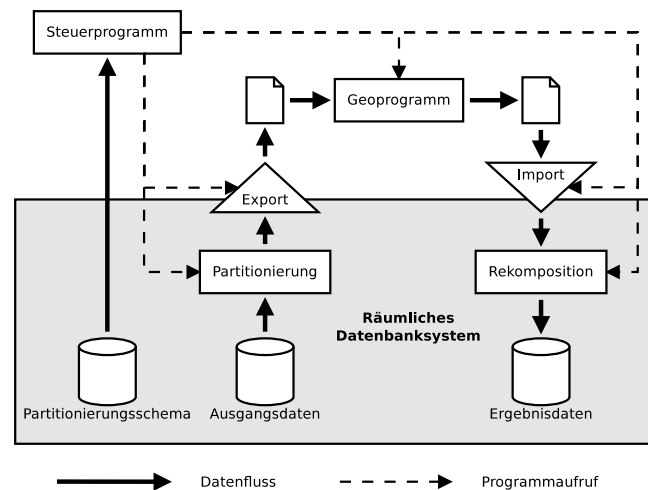 Steuerprogramm
Geoprogramm
Export
Import
Partitionierung
Rekomposition
Räumliches
Datenbanksystem
Partitionierungsschema
Ausgangsdaten
Ergebnisdaten
Datenfluss
Programmaufruf